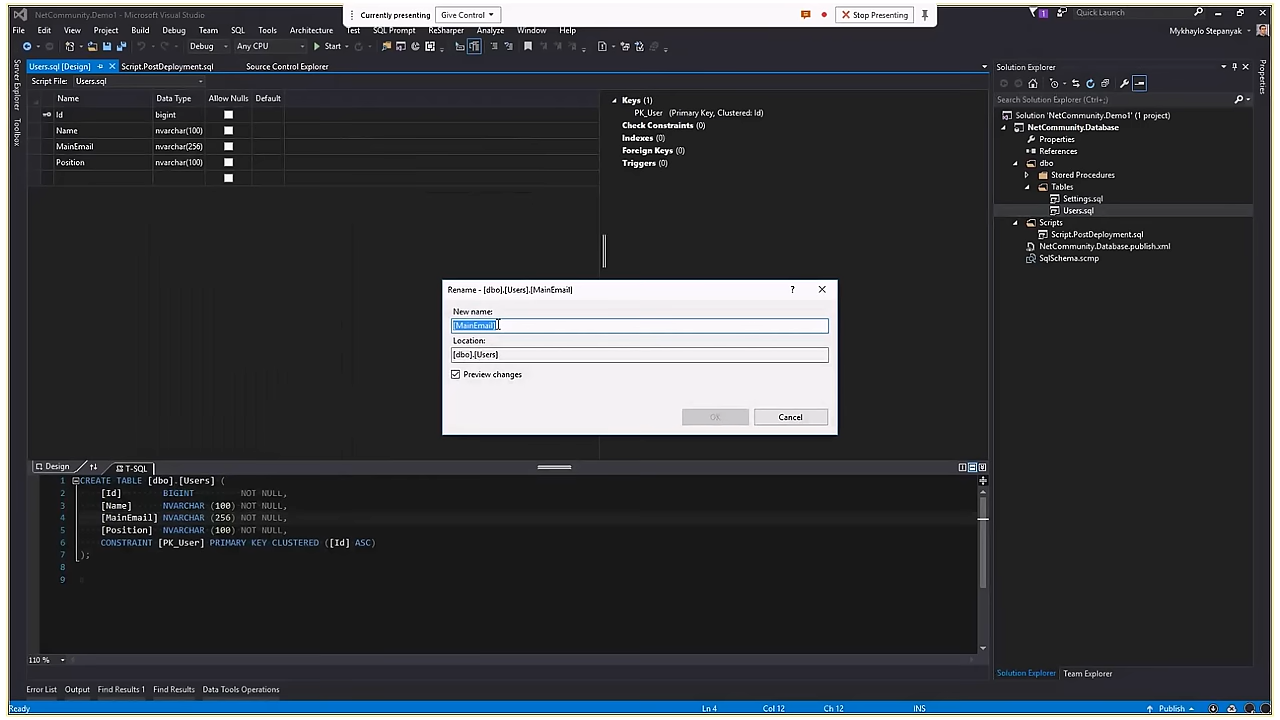 NetCommunity.Demo1 - Microsoft Visual Studio
Currently presenting
Give Control
Stop Presenting
1
Quick Launch
File Edit View Project Build Debug Team SQL Tools Architecture Test SQL Prompt ReSharper Analyze Window Help
Mykhaylo Stepanyak
Debug Any CPU Start
Users.sql [Design] Script.PostDeployment.sql Source Control Explorer
Script File: Users.sql
Server Explorer
Toolbox
Name Data Type Allow Nulls Default
Id bigint
Name nvarchar(100)
MainEmail nvarchar(256)
Position nvarchar(100)
Keys (1)
PK_User (Primary Key, Clustered: Id)
Check Constraints (0)
Indexes (0)
Foreign Keys (0)
Triggers (0)
Solution Explorer
Search Solution Explorer (Ctrl+;)
Solution 'NetCommunity.Demo1' (1 project)
NetCommunity.Database
Properties
References
dbo
Stored Procedures
Tables
Settings.sql
Users.sql
Scripts
Script.PostDeployment.sql
NetCommunity.Database.publish.xml
SqlSchema.scmp
Properties
Rename - [dbo].[Users].[MainEmail]
?
New name:
[MainEmail]
Location:
[dbo].[Users]
Preview changes
OK Cancel
Design T-SQL
1 CREATE TABLE [dbo].[Users] (
2 [Id] BIGINT NOT NULL,
3 [Name] NVARCHAR (100) NOT NULL,
4 [MainEmail] NVARCHAR (256) NOT NULL,
5 [Position] NVARCHAR (100) NOT NULL,
6 CONSTRAINT [PK_User] PRIMARY KEY CLUSTERED ([Id] ASC)
7 );
8
9
110 %
Solution Explorer Team Explorer
Error List Output Find Results 1 Find Results Data Tools Operations
Ready Ln 4 Col 12 Ch 12 INS Publish